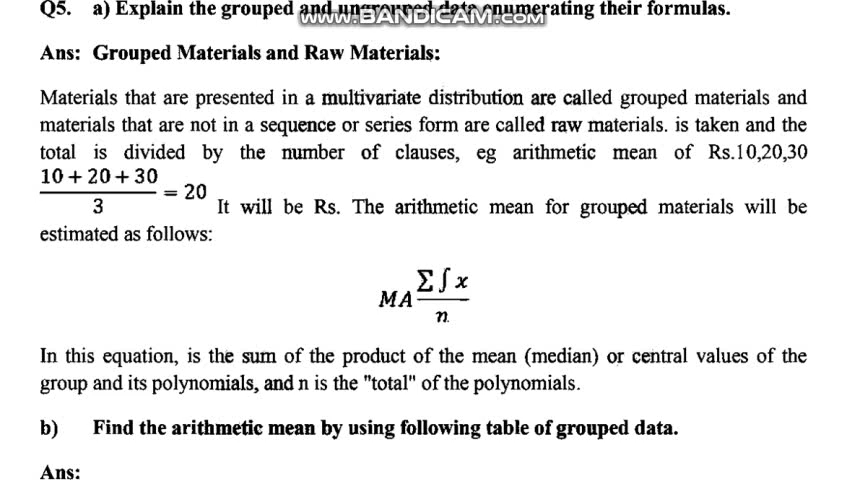 www.BANDICAM.com
Q5. a) Explain the grouped and ungrouped data enumerating their formulas.
Ans: Grouped Materials and Raw Materials:
Materials that are presented in a multivariate distribution are called grouped materials and
materials that are not in a sequence or series form are called raw materials. is taken and the
total is divided by the number of clauses, eg arithmetic mean of Rs.10,20,30
10 + 20 + 30
3
= 20
It will be Rs. The arithmetic mean for grouped materials will be
estimated as follows:
MA
Σ ∫ x
n
In this equation, is the sum of the product of the mean (median) or central values of the
group and its polynomials, and n is the "total" of the polynomials.
b) Find the arithmetic mean by using following table of grouped data.
Ans: